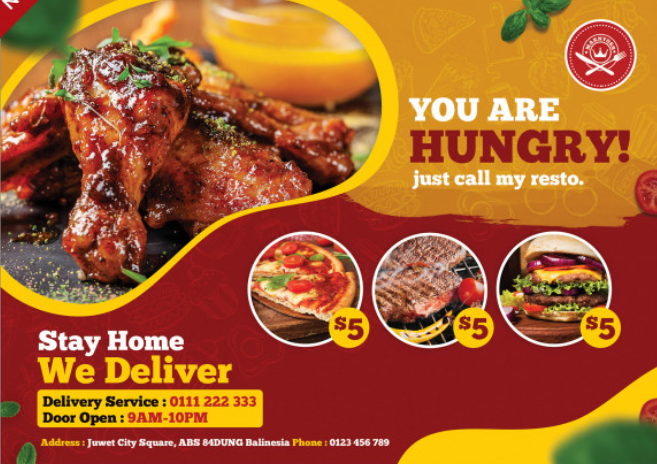 YOU ARE
HUNGRY!
just call my resto.
$5
$5
$5
Stay Home
We Deliver
Delivery Service : 0111 222 333
Door Open : 9AM-10PM
Address : Juwet City Square, ABS 84DUNG Balinesia Phone : 0123 456 789